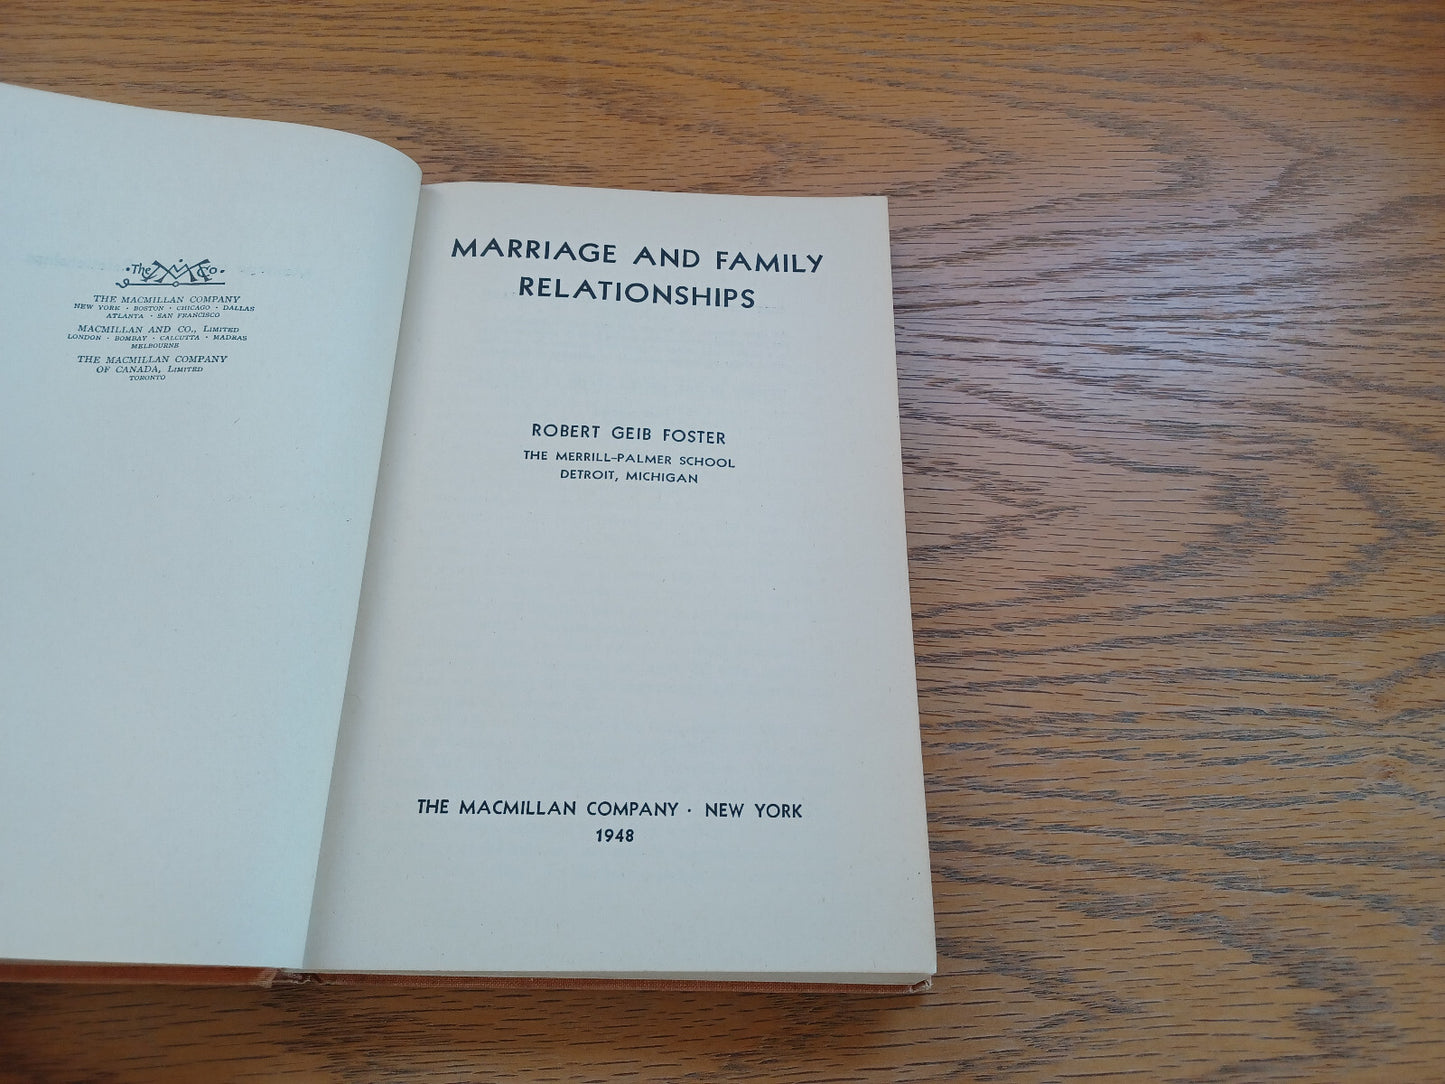 The M Co
THE MACMILLAN COMPANY
NEW YORK · BOSTON · CHICAGO · DALLAS
ATLANTA · SAN FRANCISCO
MACMILLAN AND CO., LIMITED
LONDON · BOMBAY · CALCUTTA · MADRAS
MELBOURNE
THE MACMILLAN COMPANY
OF CANADA, LIMITED
TORONTO
MARRIAGE AND FAMILY
RELATIONSHIPS
ROBERT GEIB FOSTER
THE MERRILL–PALMER SCHOOL
DETROIT, MICHIGAN
THE MACMILLAN COMPANY · NEW YORK
1948